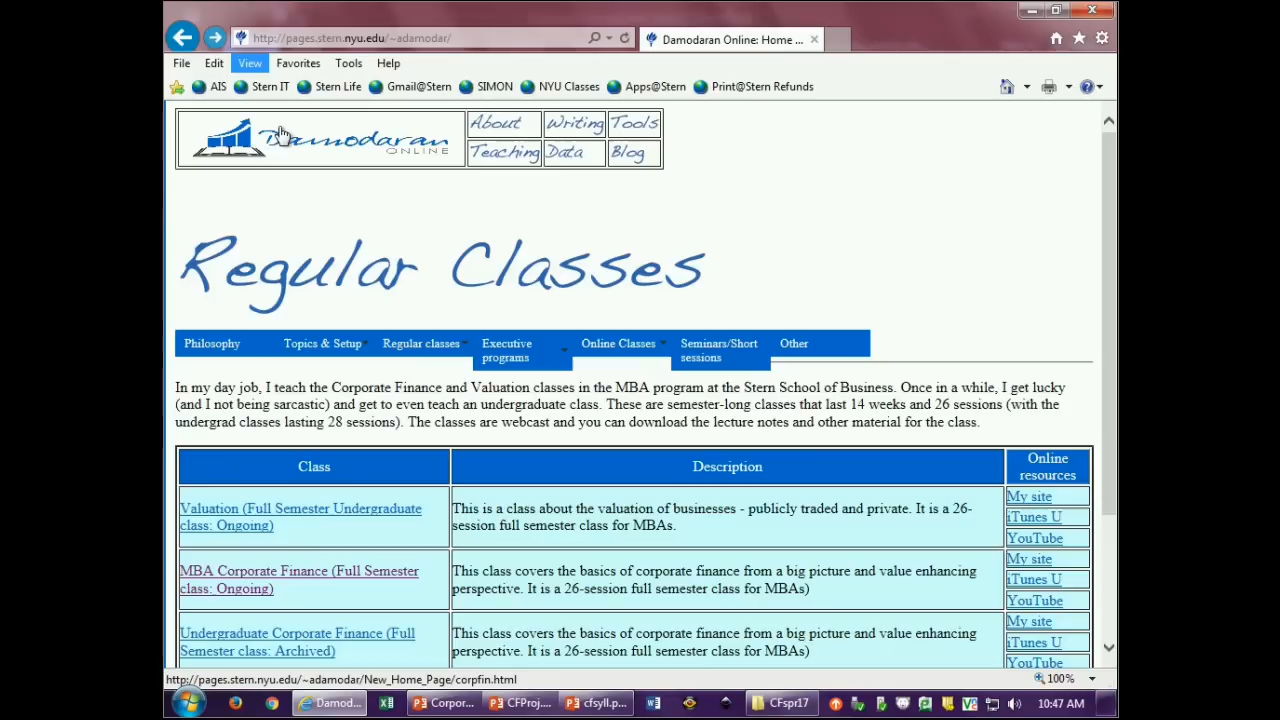 http://pages.stern.nyu.edu/~adamodar/
Damodaran Online: Home ...
File Edit View Favorites Tools Help
AIS Stern IT Stern Life Gmail@Stern SIMON NYU Classes Apps@Stern Print@Stern Refunds
Damodaran
ONLINE
About Writing Tools
Teaching Data Blog
Regular Classes
Philosophy Topics & Setup Regular classes Executive programs Online Classes Seminars/Short sessions Other
In my day job, I teach the Corporate Finance and Valuation classes in the MBA program at the Stern School of Business. Once in a while, I get lucky
(and I not being sarcastic) and get to even teach an undergraduate class. These are semester-long classes that last 14 weeks and 26 sessions (with the
undergrad classes lasting 28 sessions). The classes are webcast and you can download the lecture notes and other material for the class.
Class Description Online resources
Valuation (Full Semester Undergraduate
class: Ongoing)
This is a class about the valuation of businesses - publicly traded and private. It is a 26-
session full semester class for MBAs.
My site
iTunes U
YouTube
MBA Corporate Finance (Full Semester
class: Ongoing)
This class covers the basics of corporate finance from a big picture and value enhancing
perspective. It is a 26-session full semester class for MBAs)
My site
iTunes U
YouTube
Undergraduate Corporate Finance (Full
Semester class: Archived)
This class covers the basics of corporate finance from a big picture and value enhancing
perspective. It is a 26-session full semester class for MBAs)
My site
iTunes U
YouTube
http://pages.stern.nyu.edu/~adamodar/New_Home_Page/corpfin.html
100%
Damod... Corpor... CFProj.... cfsyll.p... CFspr17 10:47 AM